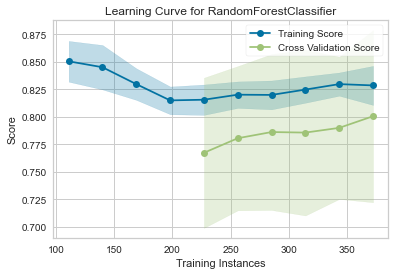 Learning Curve for RandomForestClassifier
Training Score
Cross Validation Score
0.875
0.850
0.825
0.800
0.775
0.750
0.725
0.700
Score
100 150 200 250 300 350
Training Instances